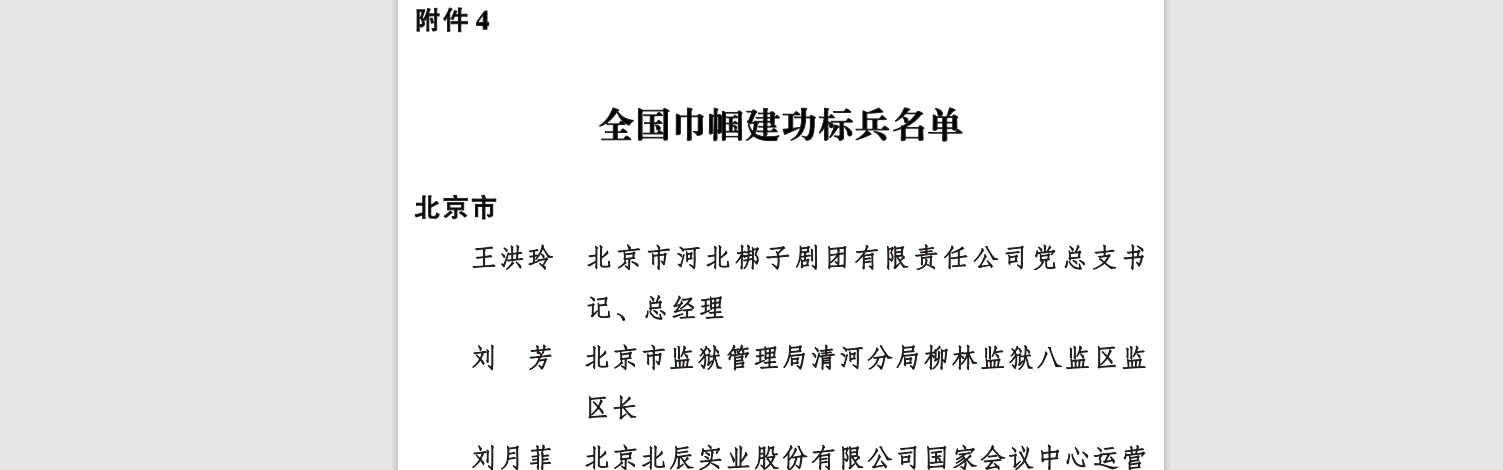 附件 4
全国巾帼建功标兵名单
北京市
王洪玲 北京市河北梆子剧团有限责任公司党总支书
记、总经理
刘 芳 北京市监狱管理局清河分局柳林监狱八监区监
区长
刘月菲 北京北辰实业股份有限公司国家会议中心运营